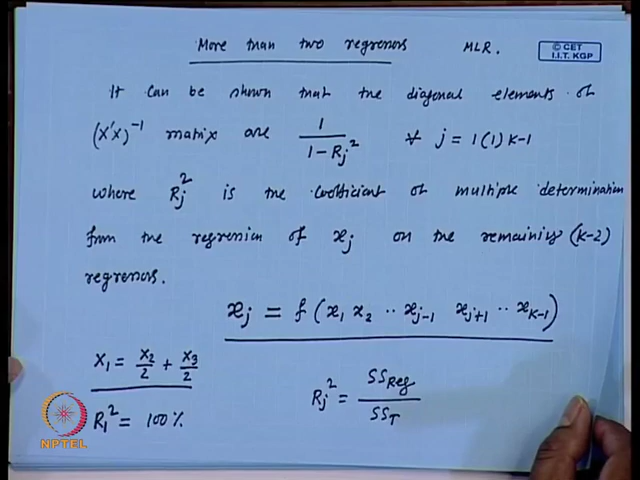 More than two regressors MLR.
© CET
I.I.T. KGP
It can be shown that the diagonal elements of
(X'X)⁻¹ matrix are 1/(1-Rj²) ∀ j = 1(1)K-1
where Rj² is the coefficient of multiple determination
from the regression of xj on the remaining (K-2)
regressors.
xj = f(x1 x2 ·· xj-1 xj+1 ·· xK-1)
X1 = X2/2 + X3/2
Rj² = SSReg/SST
R1² = 100%
NPTEL